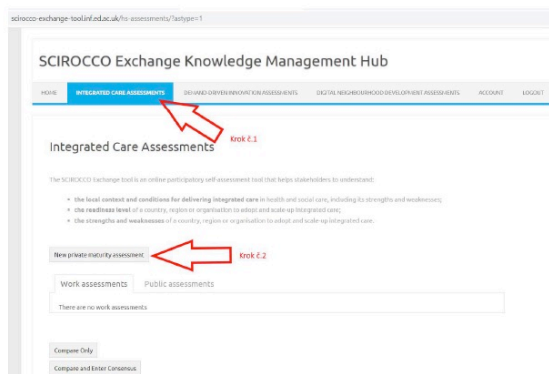 scirocco-exchange-tool.inf.ed.ac.uk/hs-assessments/?astype=1
SCIROCCO Exchange Knowledge Management Hub
HOME INTEGRATED CARE ASSESSMENTS DEMAND-DRIVEN INNOVATION ASSESSMENTS DIGITAL NEIGHBOURHOOD DEVELOPMENT ASSESSMENTS ACCOUNT LOGOUT
Krok č.1
Integrated Care Assessments
The SCIROCCO Exchange tool is an online participatory self-assessment tool that helps stakeholders to understand:
• the local context and conditions for delivering integrated care in health and social care, including its strengths and weaknesses;
• the readiness level of a country, region or organisation to adopt and scale-up integrated care;
• the strengths and weaknesses of a country, region or organisation to adopt and scale-up integrated care.
New private maturity assessment
Krok č.2
Work assessments Public assessments
There are no work assessments
Compare Only
Compare and Enter Consensus